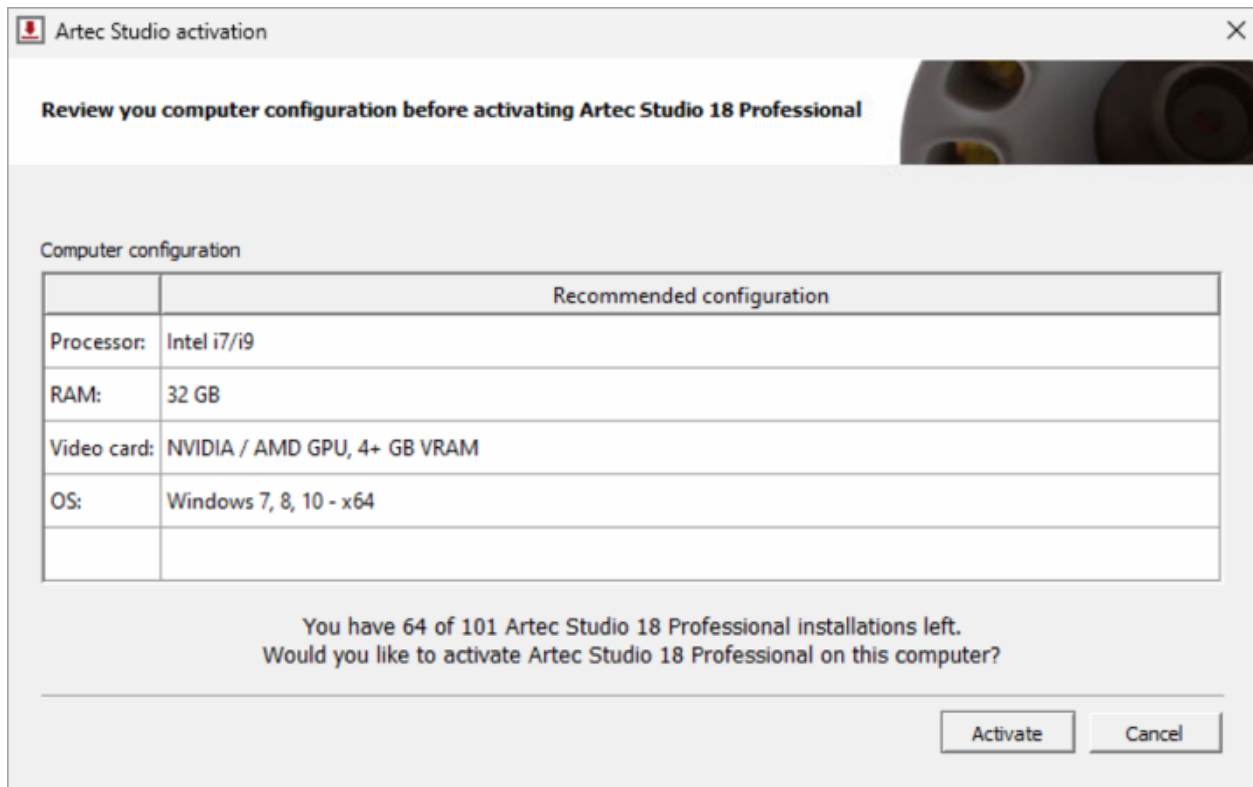 Artec Studio activation
Review you computer configuration before activating Artec Studio 18 Professional
Computer configuration
Recommended configuration
Processor: Intel i7/i9
RAM: 32 GB
Video card: NVIDIA / AMD GPU, 4+ GB VRAM
OS: Windows 7, 8, 10 - x64
You have 64 of 101 Artec Studio 18 Professional installations left.
Would you like to activate Artec Studio 18 Professional on this computer?
Activate Cancel